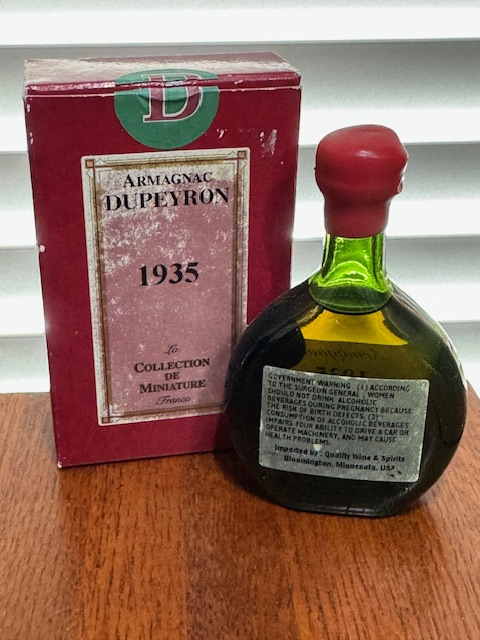 D
ARMAGNAC
DUPEYRON
1935
La
COLLECTION
DE
MINIATURE
France
1935
GOVERNMENT WARNING (1) ACCORDING
TO THE SURGEON GENERAL, WOMEN
SHOULD NOT DRINK ALCOHOLIC
BEVERAGES DURING PREGNANCY BECAUSE
THE RISK OF BIRTH DEFECTS. (2)
CONSUMPTION OF ALCOHOLIC BEVERAGES
IMPAIRS YOUR ABILITY TO DRIVE A CAR OR
OPERATE MACHINERY, AND MAY CAUSE
HEALTH PROBLEMS.
Imported by: Quality Wine & Spirits
Bloomington, Minnesota, USA